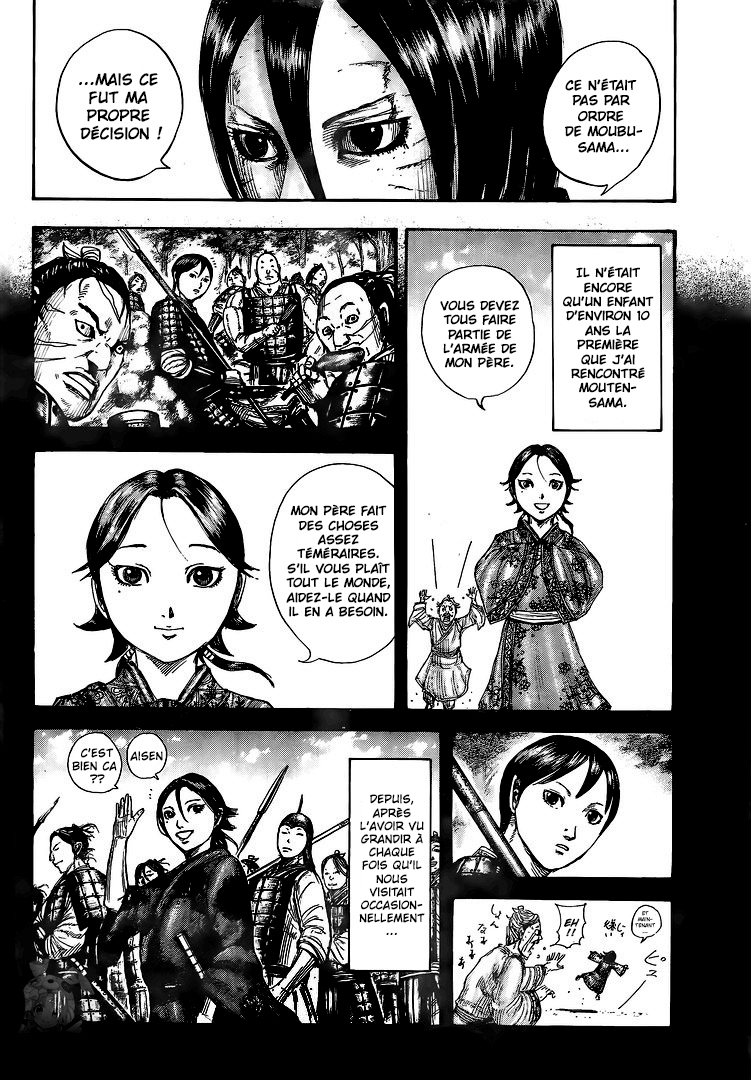 CE N'ÉTAIT
PAS PAR
ORDRE
DE MOUBU-
SAMA...
...MAIS CE
FUT MA
PROPRE
DÉCISION !
IL N'ÉTAIT
ENCORE
QU'UN ENFANT
D'ENVIRON 10
ANS LA
PREMIÈRE
QUE J'AI
RENCONTRÉ
MOUTEN-
SAMA.
VOUS DEVEZ
TOUS FAIRE
PARTIE DE
L'ARMÉE DE
MON PÈRE.
MON PÈRE FAIT
DES CHOSES
ASSEZ
TÉMÉRAIRES.
S'IL VOUS PLAÎT
TOUT LE MONDE,
AIDEZ-LE QUAND
IL EN A BESOIN.
ET
MAIN-
TENANT
...
EH
!!
DEPUIS,
APRÈS
L'AVOIR VU
GRANDIR À
CHAQUE
FOIS QU'IL
NOUS
VISITAIT
OCCASION-
NELLEMENT
...
AISEN
C'EST
BIEN CA
??